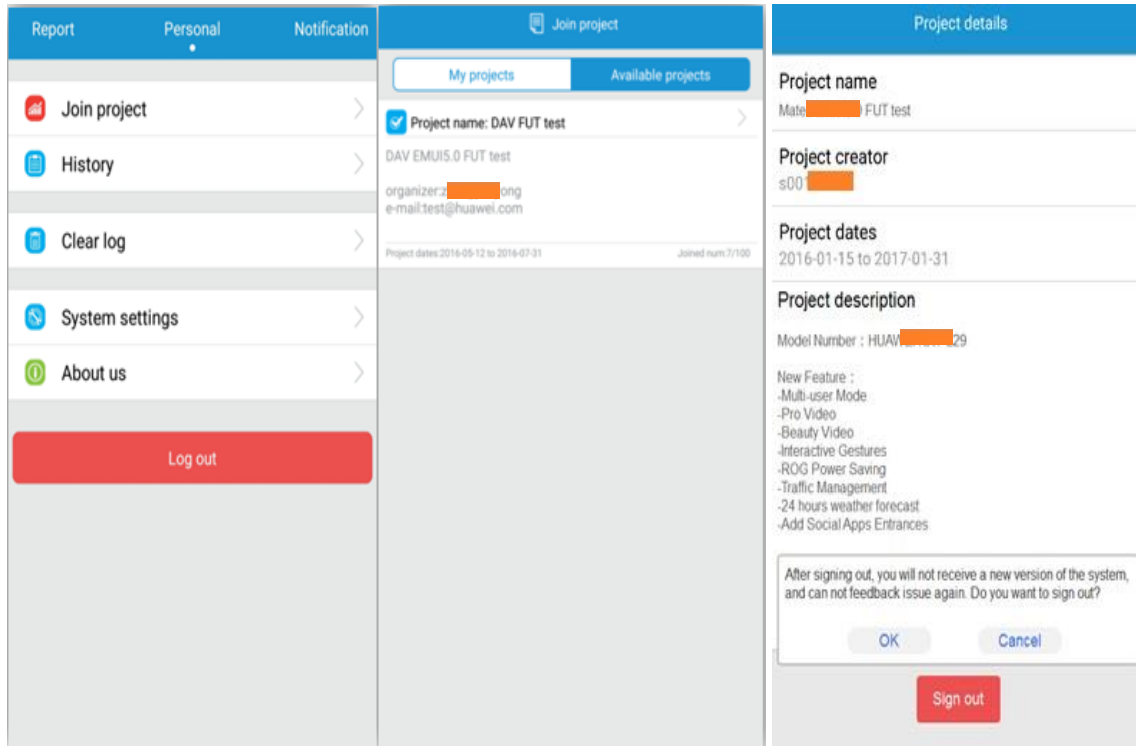 Report Personal Notification
Join project
History
Clear log
System settings
About us
Log out
Join project
My projects Available projects
Project name: DAV FUT test
DAV EMUI5.0 FUT test
organizer:z ong
e-mail:test@huawei.com
Project dates:2016-05-12 to 2016-07-31 Joined num:7/100
Project details
Project name
Mate FUT test
Project creator
s001
Project dates
2016-01-15 to 2017-01-31
Project description
Model Number : HUAW 29
New Feature :
-Multi-user Mode
-Pro Video
-Beauty Video
-Interactive Gestures
-ROG Power Saving
-Traffic Management
-24 hours weather forecast
-Add Social Apps Entrances
After signing out, you will not receive a new version of the system,
and can not feedback issue again. Do you want to sign out?
OK Cancel
Sign out